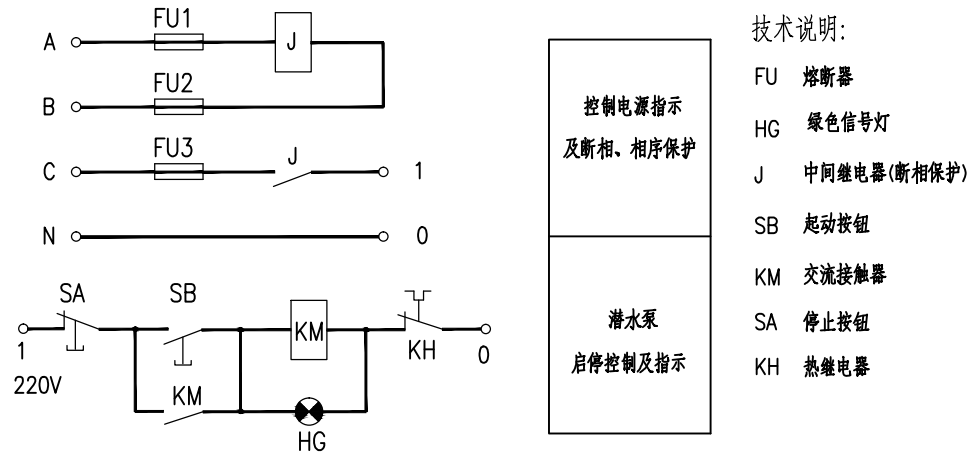 FU1
A
J
FU2
B
FU3
C
J
1
N
0
SA
SB
KM
KH
1
0
220V
KM
HG
控制电源指示
及断相、相序保护
潜水泵
启停控制及指示
技术说明:
FU 熔断器
HG 绿色信号灯
J 中间继电器(断相保护)
SB 起动按钮
KM 交流接触器
SA 停止按钮
KH 热继电器